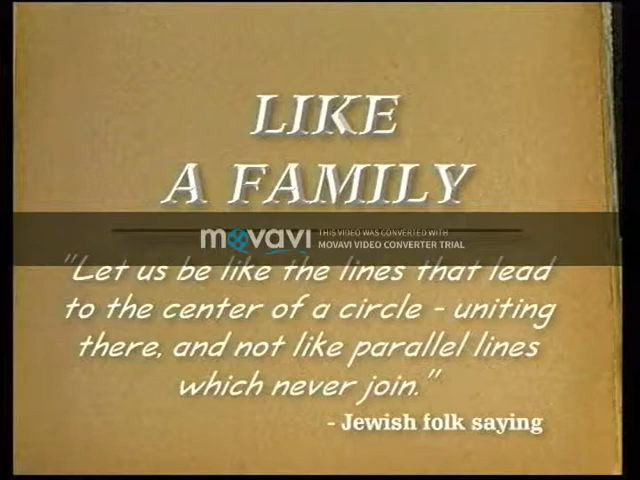 LIKE
A FAMILY
movavi
THIS VIDEO WAS CONVERTED WITH
MOVAVI VIDEO CONVERTER TRIAL
"Let us be like the lines that lead
to the center of a circle - uniting
there, and not like parallel lines
which never join."
- Jewish folk saying